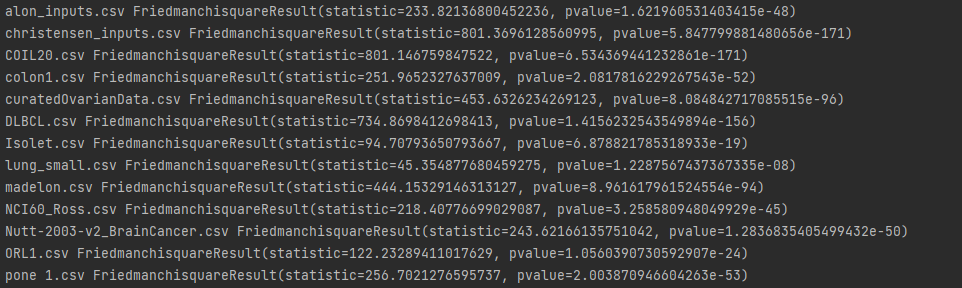 alon_inputs.csv FriedmanchisquareResult(statistic=233.82136800452236, pvalue=1.621960531403415e-48)
christensen_inputs.csv FriedmanchisquareResult(statistic=801.3696128560995, pvalue=5.847799881480656e-171)
COIL20.csv FriedmanchisquareResult(statistic=801.146759847522, pvalue=6.534369441232861e-171)
colon1.csv FriedmanchisquareResult(statistic=251.9652327637009, pvalue=2.0817816229267543e-52)
curatedOvarianData.csv FriedmanchisquareResult(statistic=453.6326234269123, pvalue=8.084842717085515e-96)
DLBCL.csv FriedmanchisquareResult(statistic=734.8698412698413, pvalue=1.4156232543549894e-156)
Isolet.csv FriedmanchisquareResult(statistic=94.70793650793667, pvalue=6.878821785318933e-19)
lung_small.csv FriedmanchisquareResult(statistic=45.354877680459275, pvalue=1.2287567437367335e-08)
madelon.csv FriedmanchisquareResult(statistic=444.15329146313127, pvalue=8.961617961524554e-94)
NCI60_Ross.csv FriedmanchisquareResult(statistic=218.40776699029087, pvalue=3.258580948049929e-45)
Nutt-2003-v2_BrainCancer.csv FriedmanchisquareResult(statistic=243.62166135751042, pvalue=1.2836835405499432e-50)
ORL1.csv FriedmanchisquareResult(statistic=122.23289411017629, pvalue=1.0560390730592907e-24)
pone 1.csv FriedmanchisquareResult(statistic=256.7021276595737, pvalue=2.003870946604263e-53)